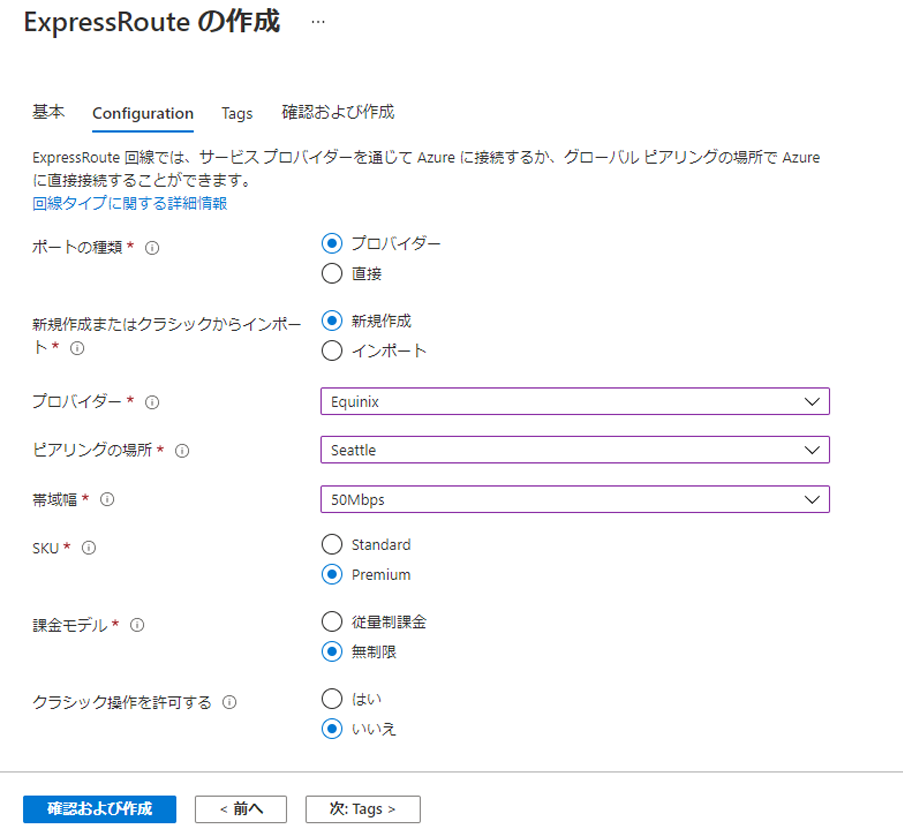 ExpressRoute の作成 …
基本 Configuration Tags 確認および作成
ExpressRoute 回線では、サービス プロバイダーを通じて Azure に接続するか、グローバル ピアリングの場所で Azure
に直接接続することができます。
回線タイプに関する詳細情報
ポートの種類 *
プロバイダー
直接
新規作成またはクラシックからインポー
ト *
新規作成
インポート
プロバイダー * Equinix
ピアリングの場所 * Seattle
帯域幅 * 50Mbps
SKU *
Standard
Premium
課金モデル *
従量制課金
無制限
クラシック操作を許可する
はい
いいえ
確認および作成 < 前へ 次: Tags >